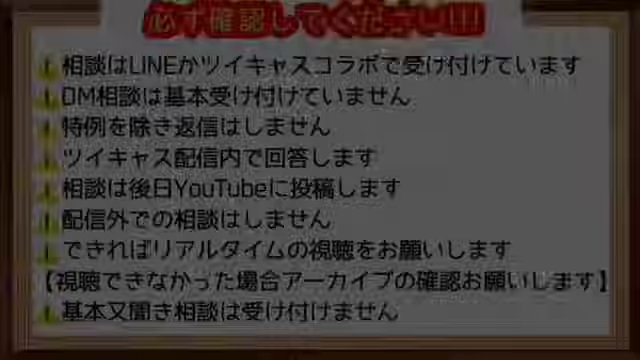 必ず確認してください!!!
⚠相談はLINEかツイキャスコラボで受け付けています
⚠DM相談は基本受け付けていません
⚠特例を除き返信はしません
⚠ツイキャス配信内で回答します
⚠相談は後日YouTubeに投稿します
⚠配信外での相談はしません
⚠できればリアルタイムの視聴をお願いします
【視聴できなかった場合アーカイブの確認お願いします】
⚠基本又聞き相談は受け付けません